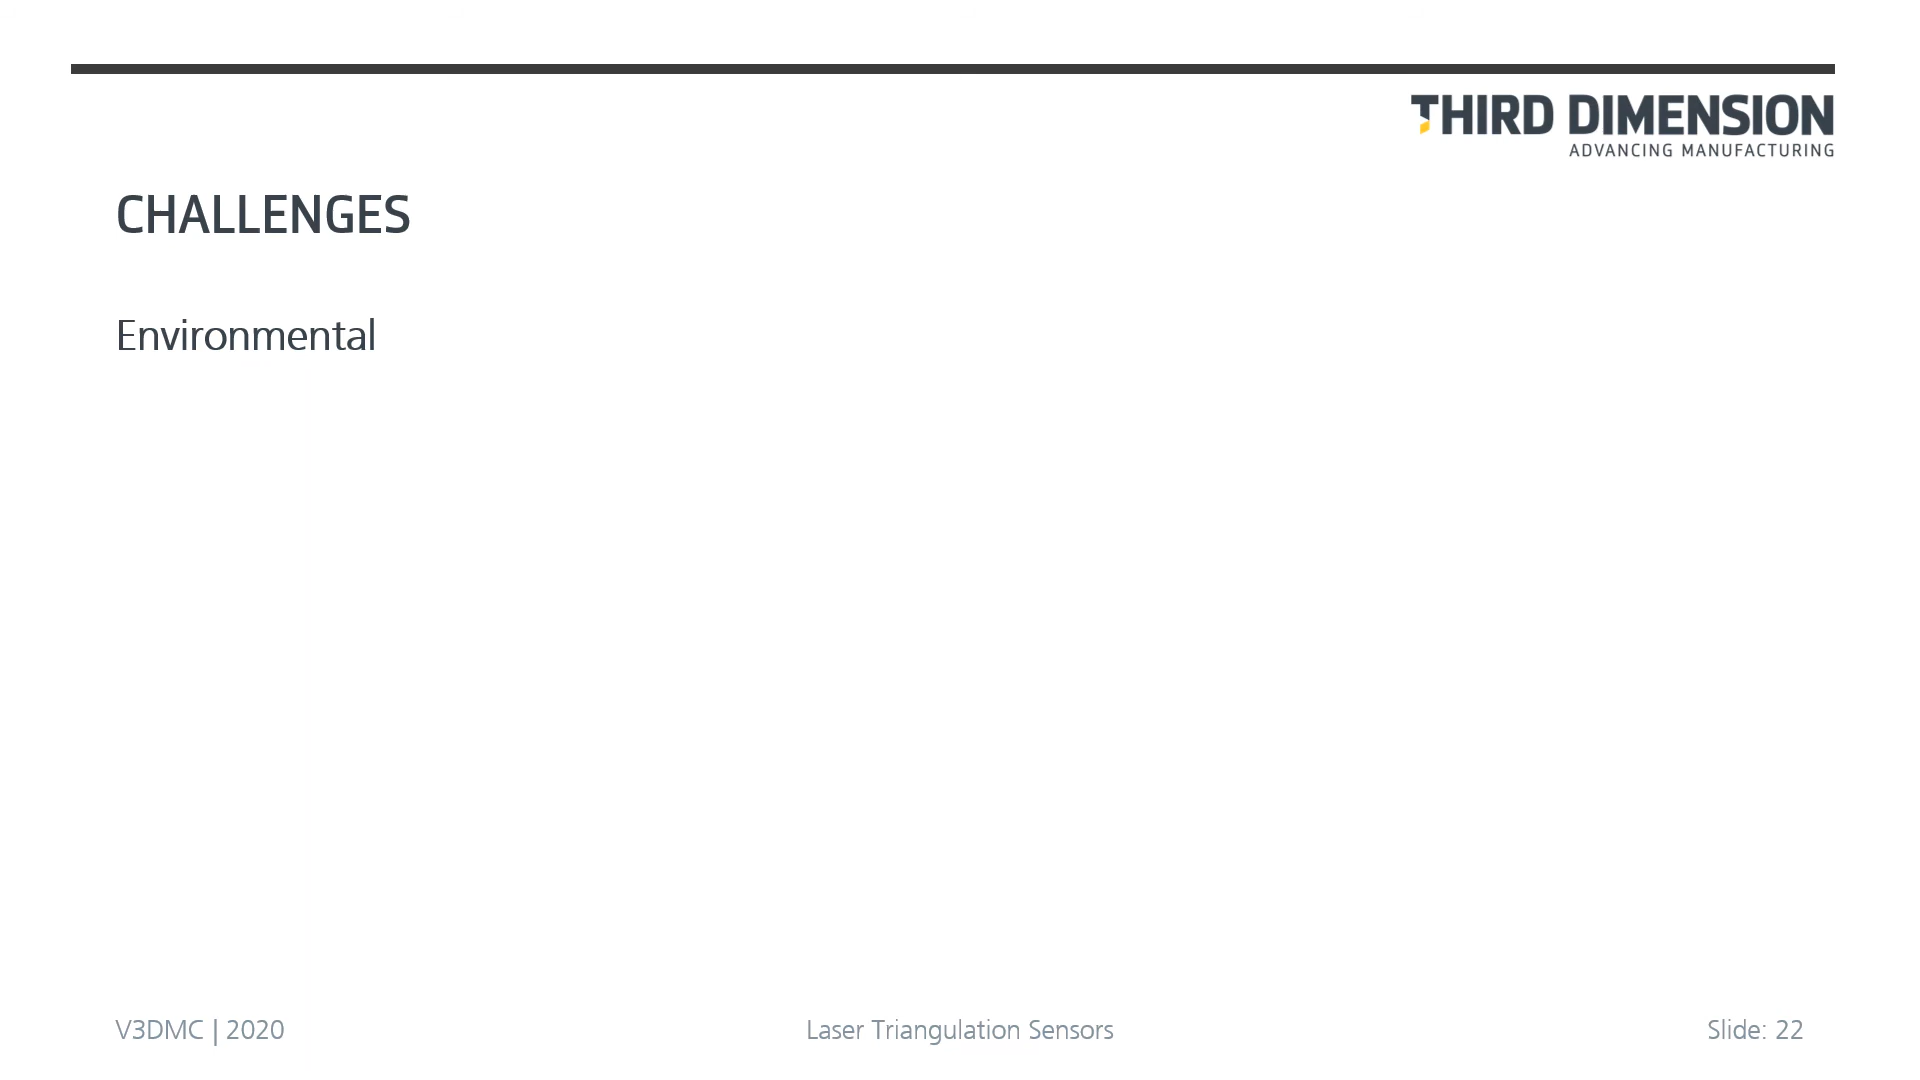 THIRD DIMENSION
ADVANCING MANUFACTURING
CHALLENGES
Environmental
V3DMC | 2020
Laser Triangulation Sensors
Slide: 22